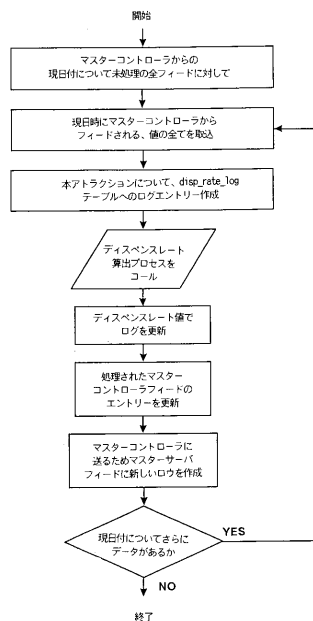 開始
マスターコントローラからの
現日付について未処理の全フィードに対して
現日時にマスターコントローラから
フィードされる、値の全てを取込
本アトラクションについて、disp_rate_log
テーブルへのログエントリー作成
ディスペンスレート
算出プロセスを
コール
ディスペンスレート値で
ログを更新
処理されたマスター
コントローラフィードの
エントリーを更新
マスターコントローラに
送るためマスターサーバ
フィードに新しいロウを作成
現日付についてさらに
データがあるか
YES
NO
終了